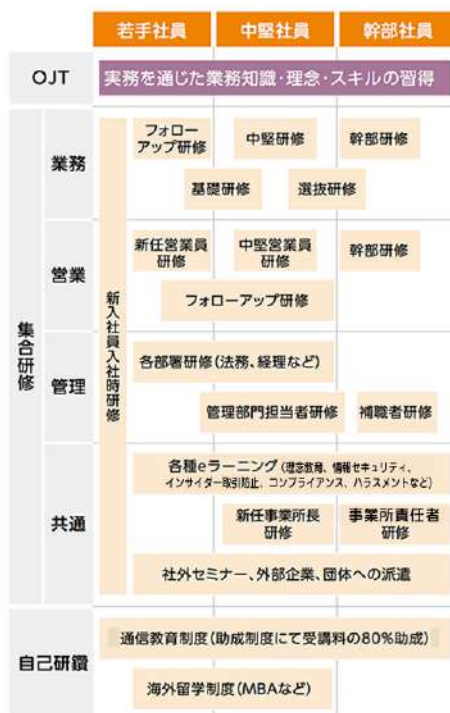 若手社員
中堅社員
幹部社員
OJT
実務を通じた業務知識・理念・スキルの習得
集合研修
新入社員入社時研修
業務
フォロー
アップ研修
中堅研修
幹部研修
基礎研修
選抜研修
営業
新任営業員
研修
中堅営業員
研修
幹部研修
フォローアップ研修
管理
各部署研修(法務、経理など)
管理部門担当者研修
補職者研修
共通
各種eラーニング(理念教育、情報セキュリティ、
インサイダー取引防止、コンプライアンス、ハラスメントなど)
新任事業所長
研修
事業所責任者
研修
社外セミナー、外部企業、団体への派遣
自己研鑽
通信教育制度(助成制度にて受講料の80%助成)
海外留学制度(MBAなど)